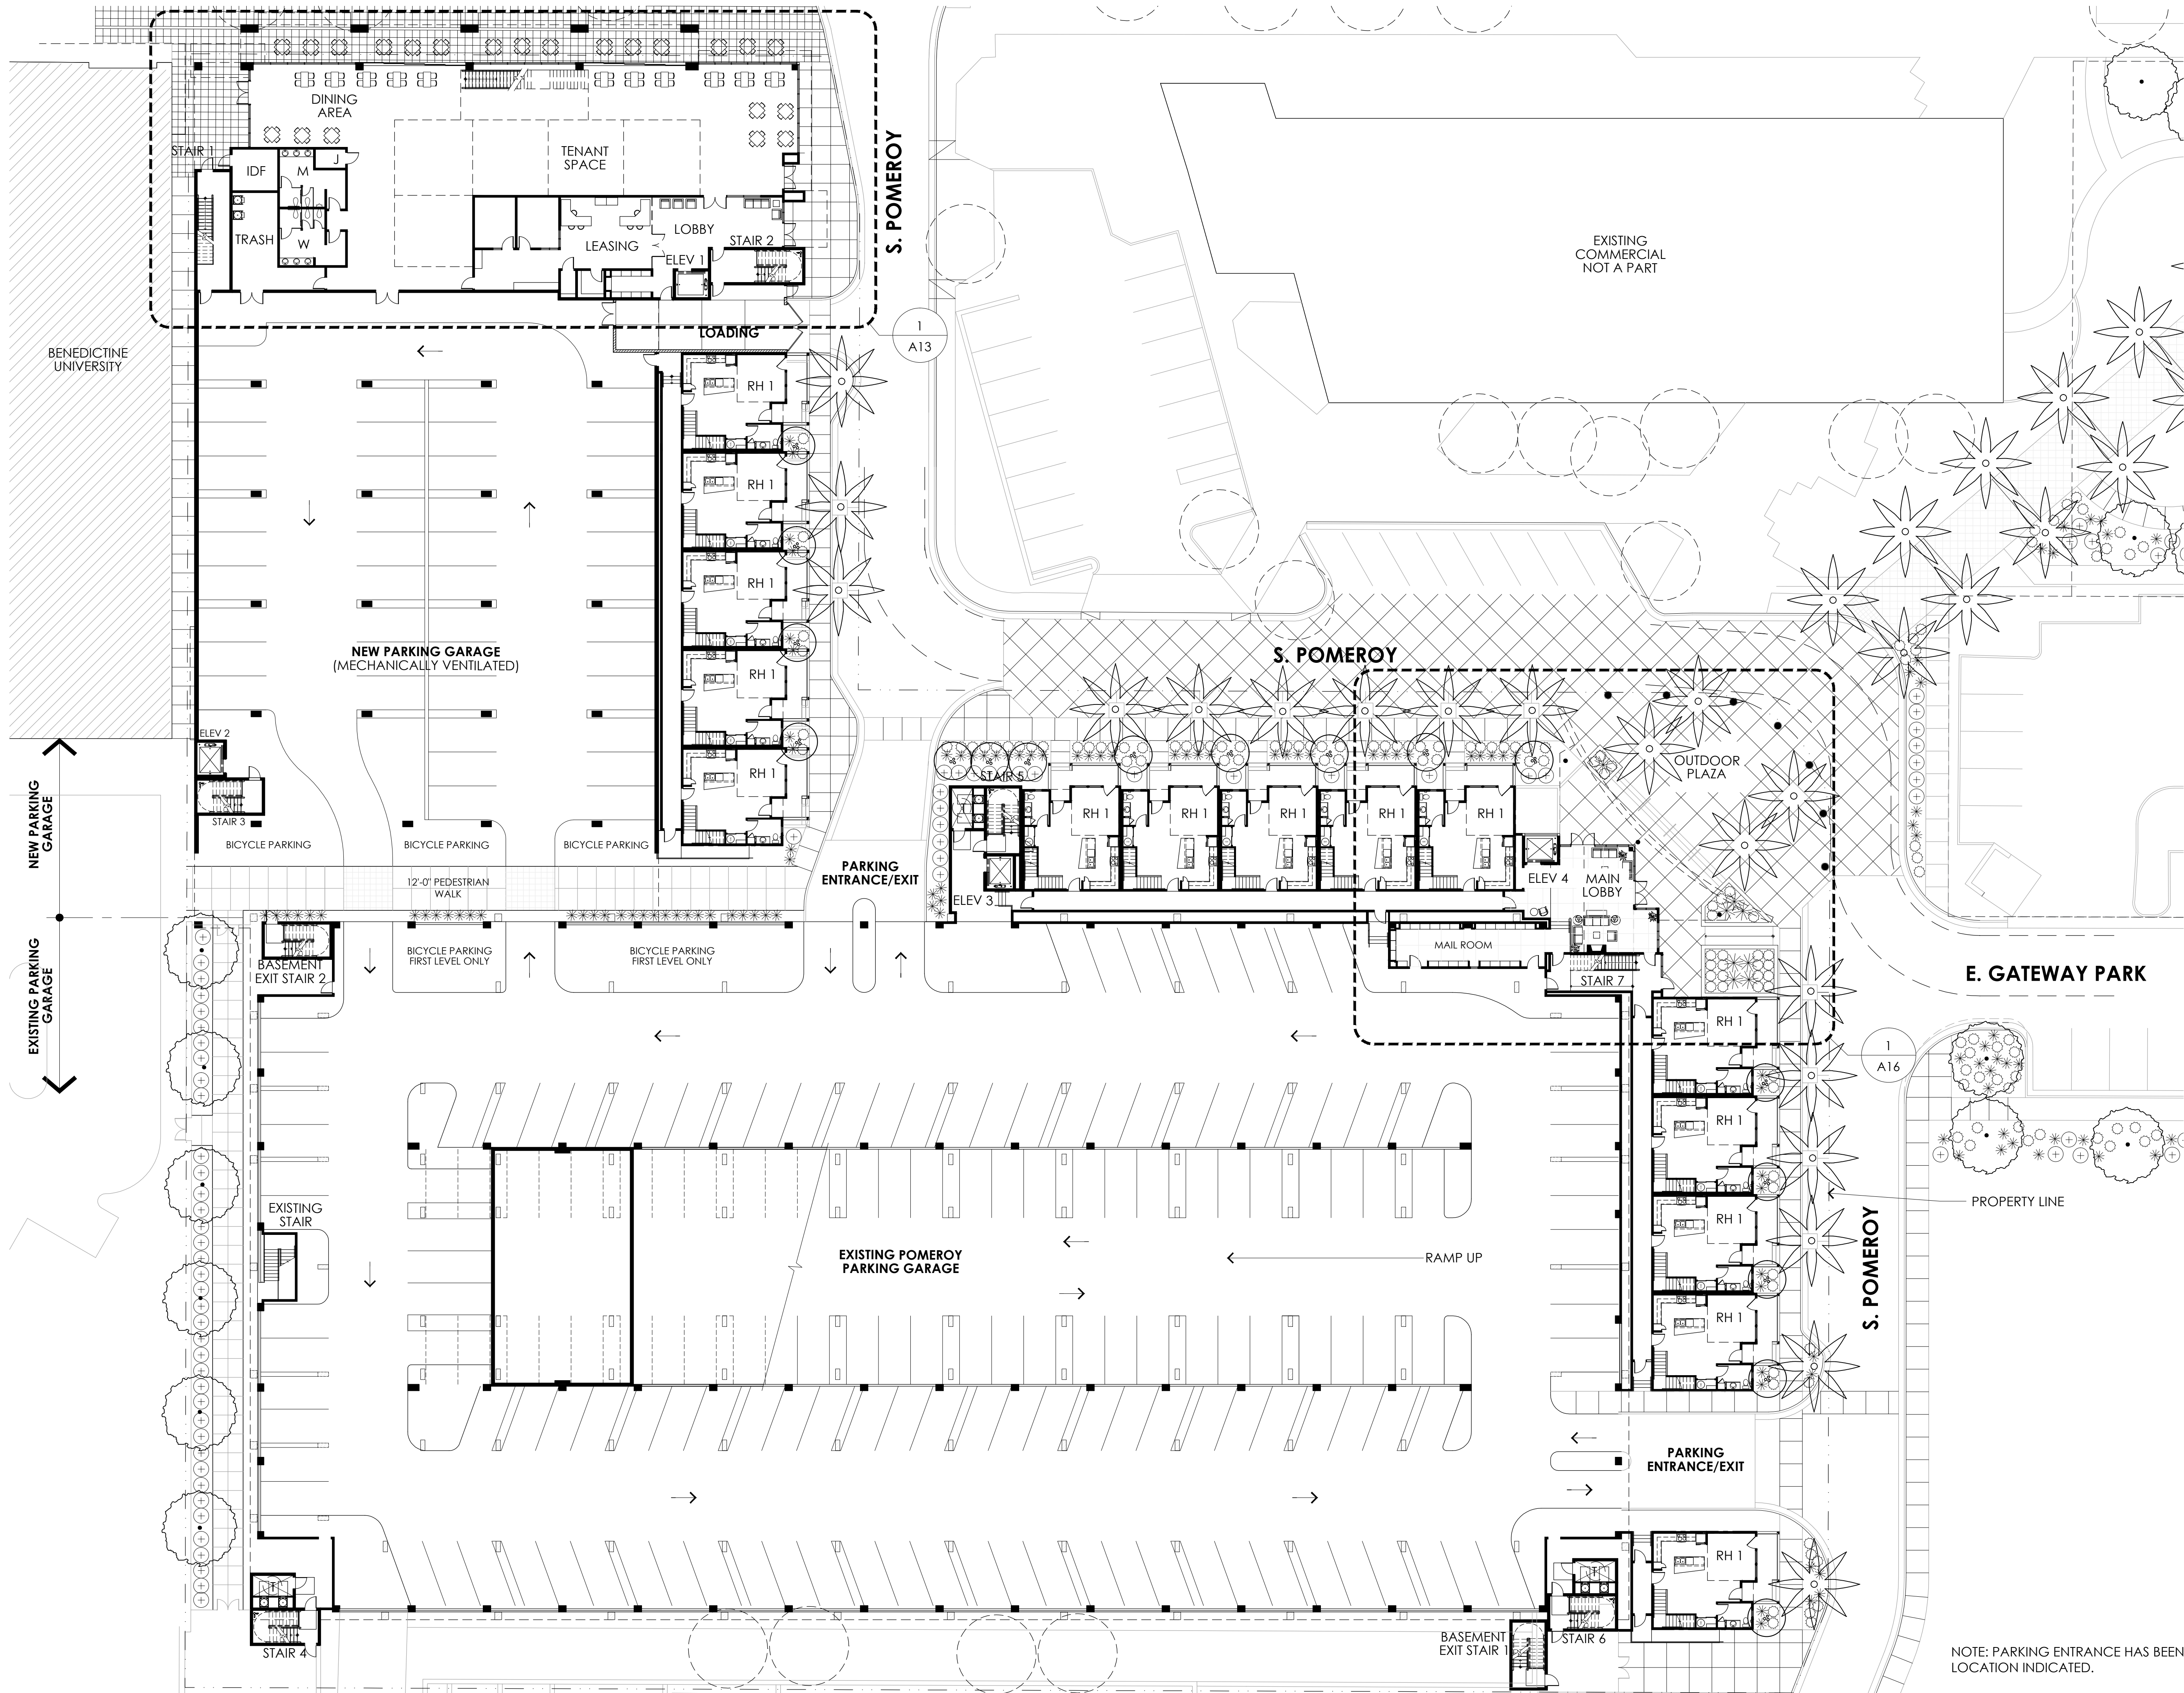 DINING
AREA
STAIR 1
IDF
M
TENANT
SPACE
TRASH
W
LEASING
LOBBY
STAIR 2
ELEV 1
S. POMEROY
LOADING
1
A13
EXISTING
COMMERCIAL
NOT A PART
BENEDICTINE
UNIVERSITY
RH 1
RH 1
RH 1
RH 1
RH 1
NEW PARKING GARAGE
(MECHANICALLY VENTILATED)
S. POMEROY
ELEV 2
STAIR 3
BICYCLE PARKING
BICYCLE PARKING
BICYCLE PARKING
NEW PARKING
GARAGE
EXISTING PARKING
GARAGE
12'-0" PEDESTRIAN
WALK
PARKING
ENTRANCE/EXIT
STAIR 5
T
RH 1
RH 1
RH 1
RH 1
RH 1
ELEV 3
ELEV 4
MAIN
LOBBY
OUTDOOR
PLAZA
MAIL ROOM
STAIR 7
E. GATEWAY PARK
BASEMENT
EXIT STAIR 2
BICYCLE PARKING
FIRST LEVEL ONLY
BICYCLE PARKING
FIRST LEVEL ONLY
1
A16
RH 1
RH 1
RH 1
RH 1
PROPERTY LINE
S. POMEROY
EXISTING
STAIR
EXISTING POMEROY
PARKING GARAGE
RAMP UP
PARKING
ENTRANCE/EXIT
RH 1
T
STAIR 4
T
STAIR 6
BASEMENT
EXIT STAIR 1
NOTE: PARKING ENTRANCE HAS BEEN
LOCATION INDICATED.